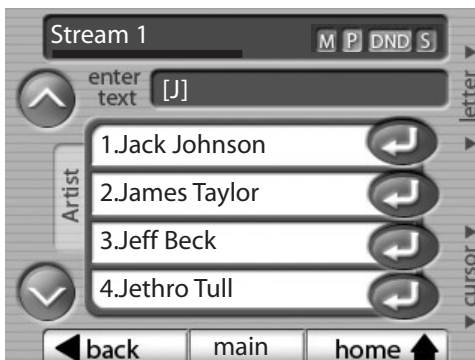 Stream 1
M P DND S
enter text [J]
letter
Artist
1.Jack Johnson
2.James Taylor
3.Jeff Beck
4.Jethro Tull
cursor
back main home